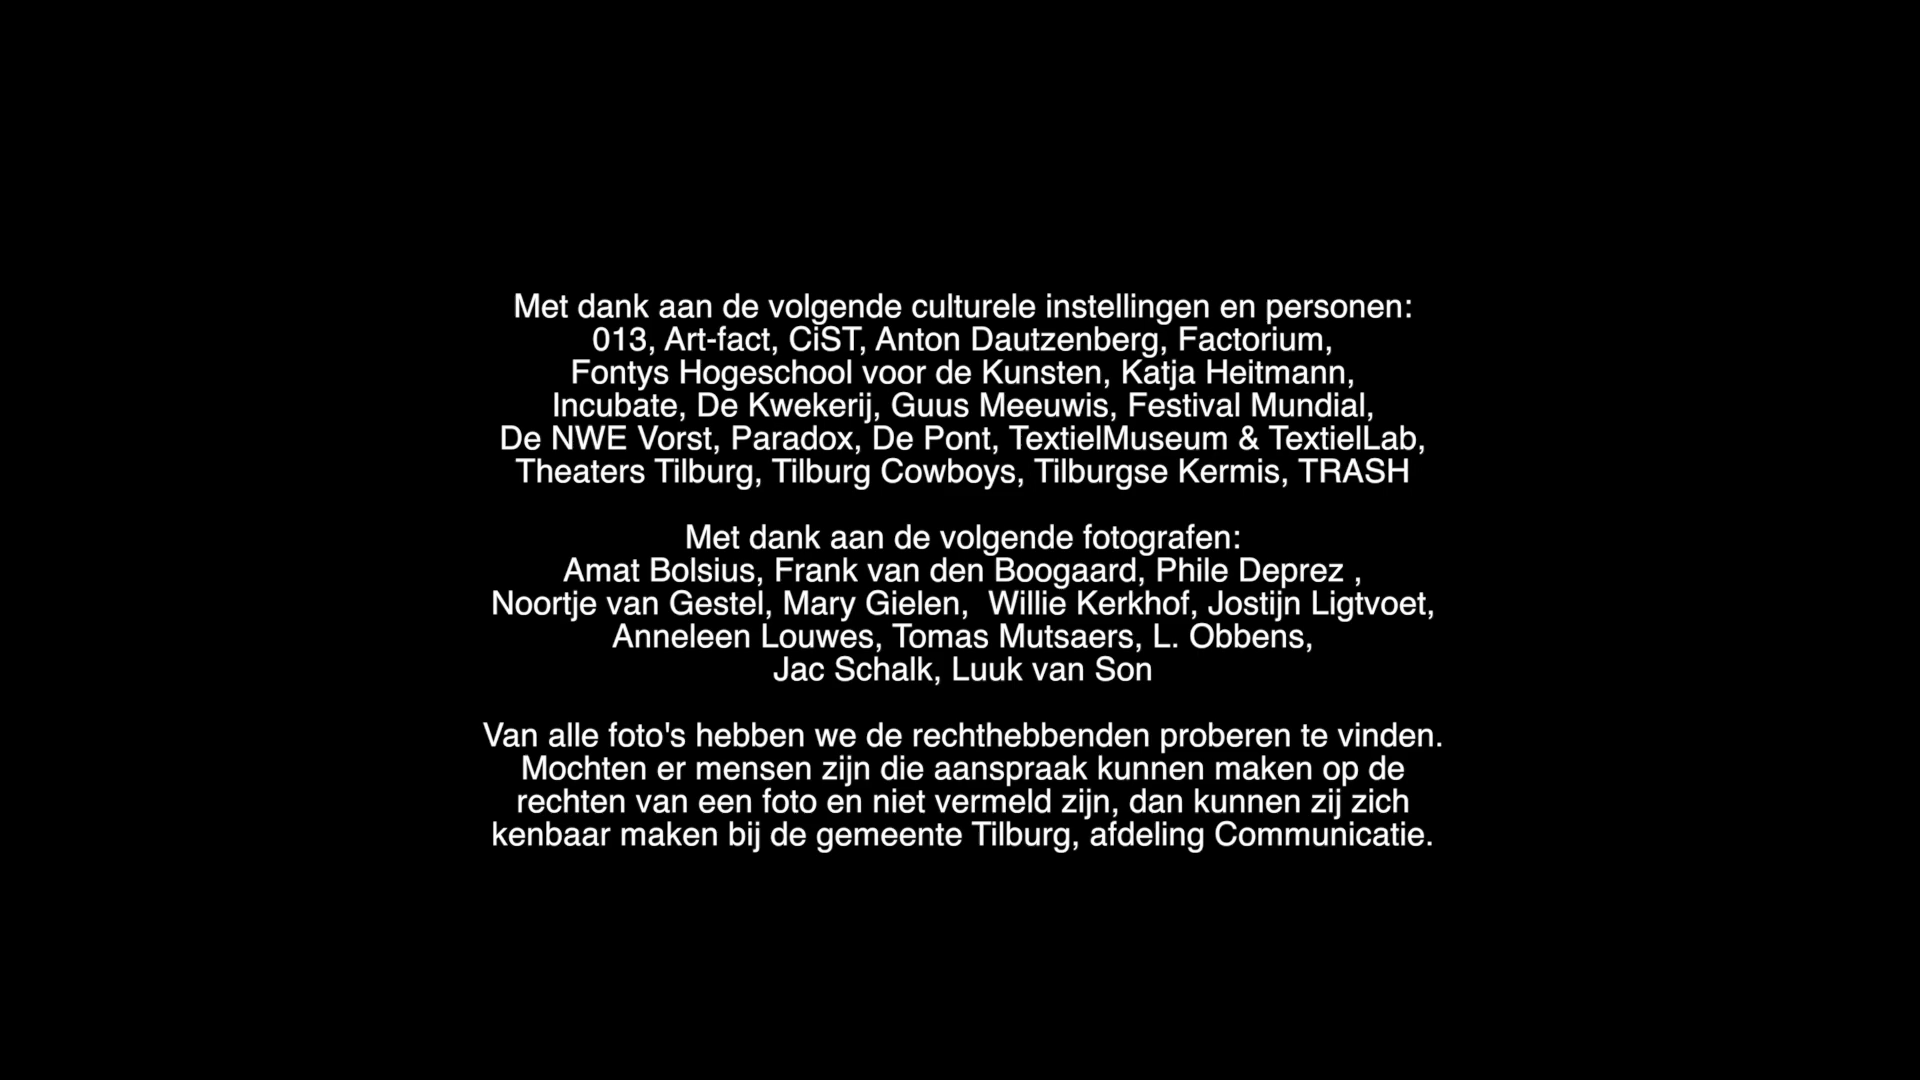 Met dank aan de volgende culturele instellingen en personen:
013, Art-fact, CiST, Anton Dautzenberg, Factorium,
Fontys Hogeschool voor de Kunsten, Katja Heitmann,
Incubate, De Kwekerij, Guus Meeuwis, Festival Mundial,
De NWE Vorst, Paradox, De Pont, TextielMuseum & TextielLab,
Theaters Tilburg, Tilburg Cowboys, Tilburgse Kermis, TRASH
Met dank aan de volgende fotografen:
Amat Bolsius, Frank van den Boogaard, Phile Deprez ,
Noortje van Gestel, Mary Gielen,  Willie Kerkhof, Jostijn Ligtvoet,
Anneleen Louwes, Tomas Mutsaers, L. Obbens,
Jac Schalk, Luuk van Son
Van alle foto's hebben we de rechthebbenden proberen te vinden.
Mochten er mensen zijn die aanspraak kunnen maken op de
rechten van een foto en niet vermeld zijn, dan kunnen zij zich
kenbaar maken bij de gemeente Tilburg, afdeling Communicatie.